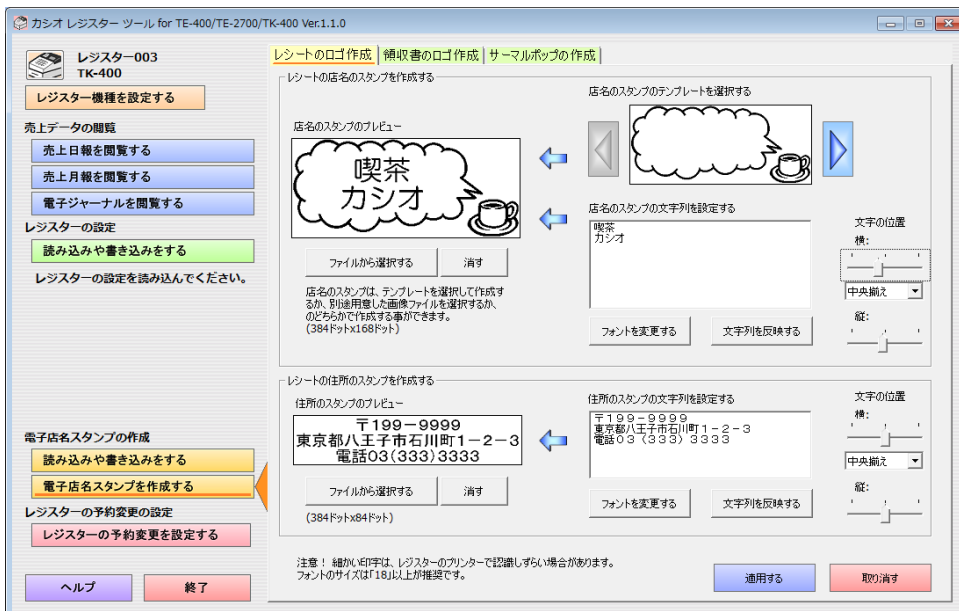 カシオ レジスター ツール for TE-400/TE-2700/TK-400 Ver.1.1.0
レジスター003
TK-400
レジスター機種を設定する
売上データの閲覧
売上日報を閲覧する
売上月報を閲覧する
電子ジャーナルを閲覧する
レジスターの設定
読み込みや書き込みをする
レジスターの設定を読み込んでください。
電子店名スタンプの作成
読み込みや書き込みをする
電子店名スタンプを作成する
レジスターの予約変更の設定
レジスターの予約変更を設定する
ヘルプ
終了
レシートのロゴ作成
領収書のロゴ作成
サーマルポップの作成
レシートの店名のスタンプを作成する
店名のスタンプのプレビュー
喫茶
カシオ
ファイルから選択する
消す
店名のスタンプは、テンプレートを選択して作成す
るか、別途用意した画像ファイルを選択するか、
のどちらかで作成する事ができます。
(384ドットx168ドット)
店名のスタンプのテンプレートを選択する
店名のスタンプの文字列を設定する
喫茶
カシオ
フォントを変更する
文字列を反映する
文字の位置
横:
中央揃え
縦:
レシートの住所のスタンプを作成する
住所のスタンプのプレビュー
〒199-9999
東京都八王子市石川町1-2-3
電話03(333)3333
ファイルから選択する
消す
(384ドットx84ドット)
住所のスタンプの文字列を設定する
〒199-9999
東京都八王子市石川町1-2-3
電話03(333)3333
フォントを変更する
文字列を反映する
文字の位置
横:
中央揃え
縦:
注意! 細かい印字は、レジスターのプリンターで認識しずらい場合があります。
フォントのサイズは「18」以上が推奨です。
適用する
取り消す